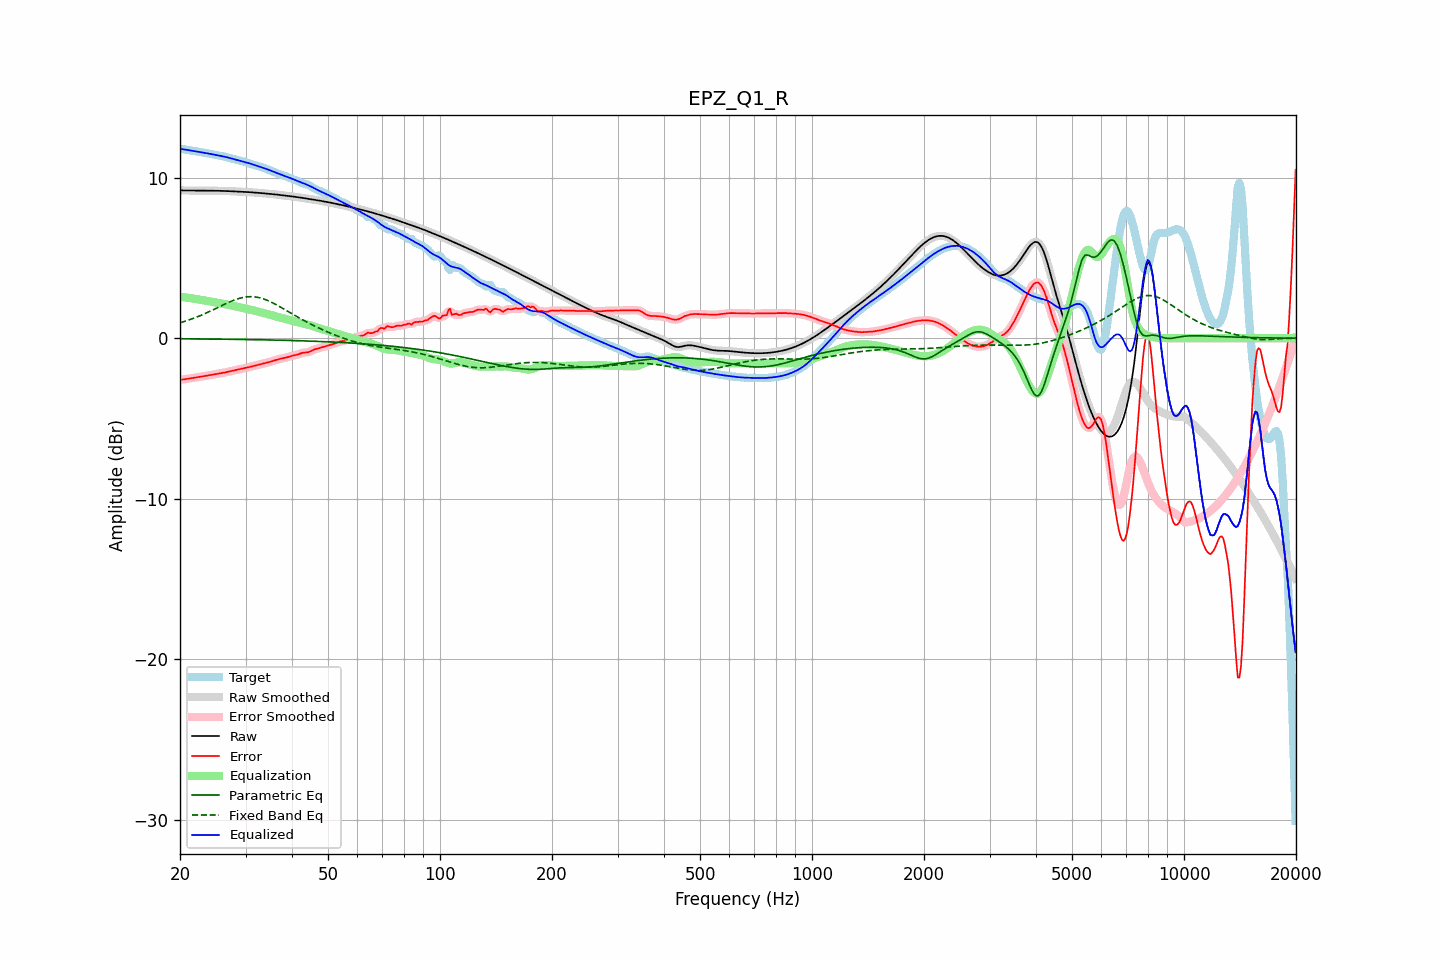 EPZ_Q1_R
Amplitude (dBr)
10
0
−10
−20
−30
Target
Raw Smoothed
Error Smoothed
Raw
Error
Equalization
Parametric Eq
Fixed Band Eq
Equalized
20 50 100 200 500 1000 2000 5000 10000 20000
Frequency (Hz)